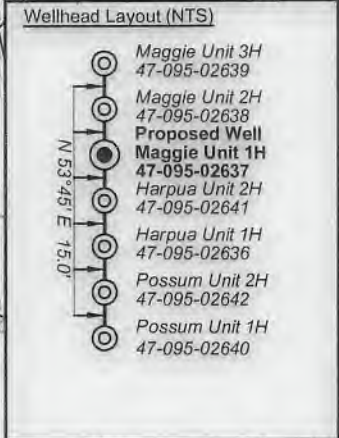 Wellhead Layout (NTS)
Maggie Unit 3H
47-095-02639
Maggie Unit 2H
47-095-02638
Proposed Well
Maggie Unit 1H
47-095-02637
Harpua Unit 2H
47-095-02641
Harpua Unit 1H
47-095-02636
Possum Unit 2H
47-095-02642
Possum Unit 1H
47-095-02640
N 53°45' E 15.0'